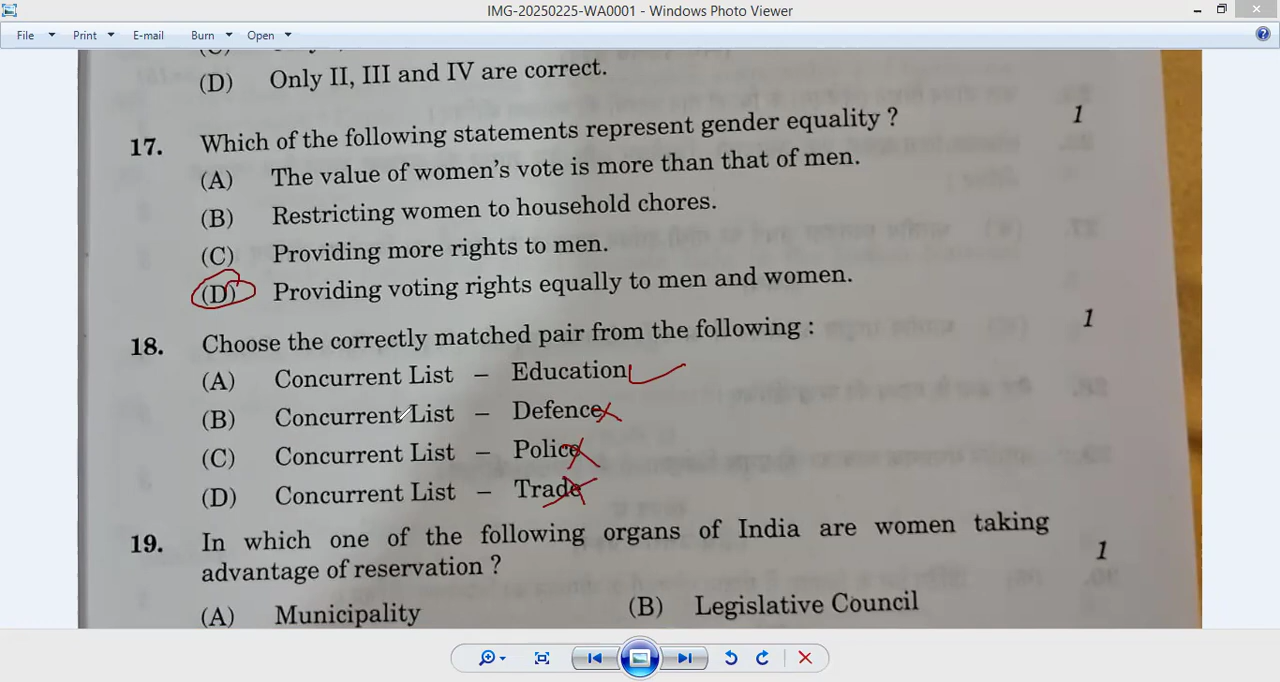 IMG-20250225-WA0001 - Windows Photo Viewer
File Print E-mail Burn Open
(D) Only II, III and IV are correct.
17. Which of the following statements represent gender equality ? 1
(A) The value of women's vote is more than that of men.
(B) Restricting women to household chores.
(C) Providing more rights to men.
(D) Providing voting rights equally to men and women.
18. Choose the correctly matched pair from the following : 1
(A) Concurrent List – Education
(B) Concurrent List – Defence
(C) Concurrent List – Police
(D) Concurrent List – Trade
19. In which one of the following organs of India are women taking 1
advantage of reservation ?
(A) Municipality (B) Legislative Council